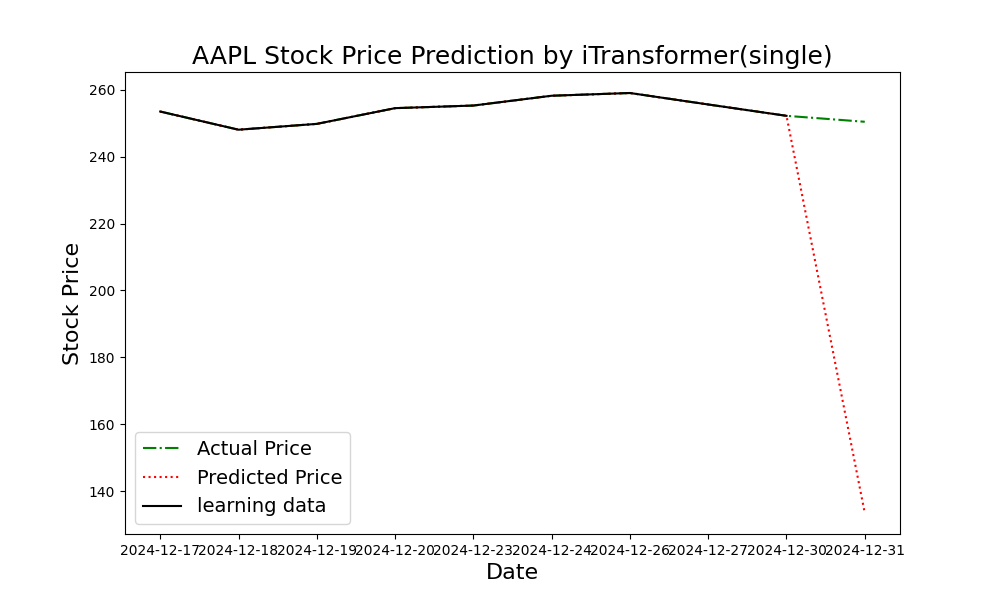 AAPL Stock Price Prediction by iTransformer(single)
260
240
220
200
180
160
140
Stock Price
Actual Price
Predicted Price
learning data
2024-12-17 2024-12-18 2024-12-19 2024-12-20 2024-12-23 2024-12-24 2024-12-26 2024-12-27 2024-12-30 2024-12-31
Date